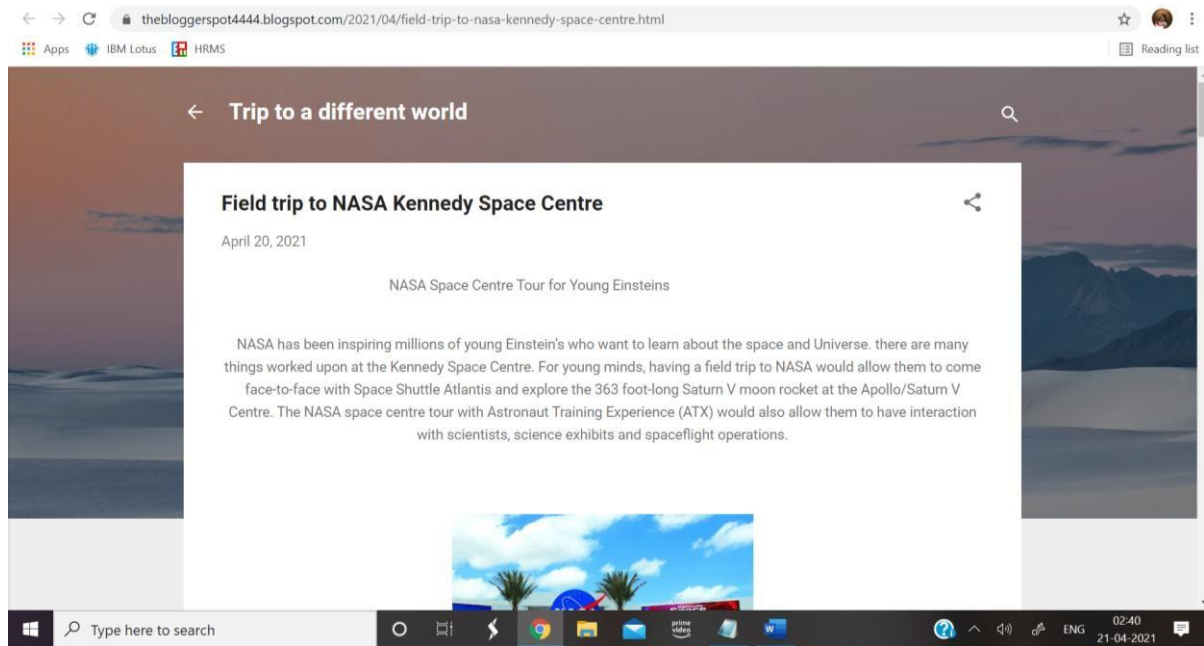 thebloggerspot4444.blogspot.com/2021/04/field-trip-to-nasa-kennedy-space-centre.html
Apps IBM Lotus HRMS Reading list
Trip to a different world
Field trip to NASA Kennedy Space Centre
April 20, 2021
NASA Space Centre Tour for Young Einsteins
NASA has been inspiring millions of young Einstein's who want to learn about the space and Universe. there are many
things worked upon at the Kennedy Space Centre. For young minds, having a field trip to NASA would allow them to come
face-to-face with Space Shuttle Atlantis and explore the 363 foot-long Saturn V moon rocket at the Apollo/Saturn V
Centre. The NASA space centre tour with Astronaut Training Experience (ATX) would also allow them to have interaction
with scientists, science exhibits and spaceflight operations.
Type here to search
prime
video
ENG
02:40
21-04-2021